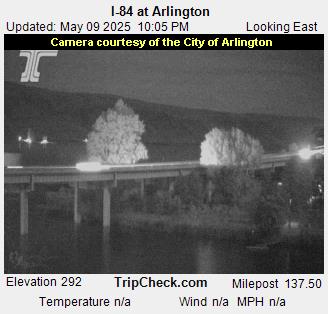 I-84 at Arlington
Updated: May 09 2025 10:05 PM Looking East
Camera courtesy of the City of Arlington
Elevation 292 TripCheck.com Milepost 137.50
Temperature n/a Wind n/a MPH n/a